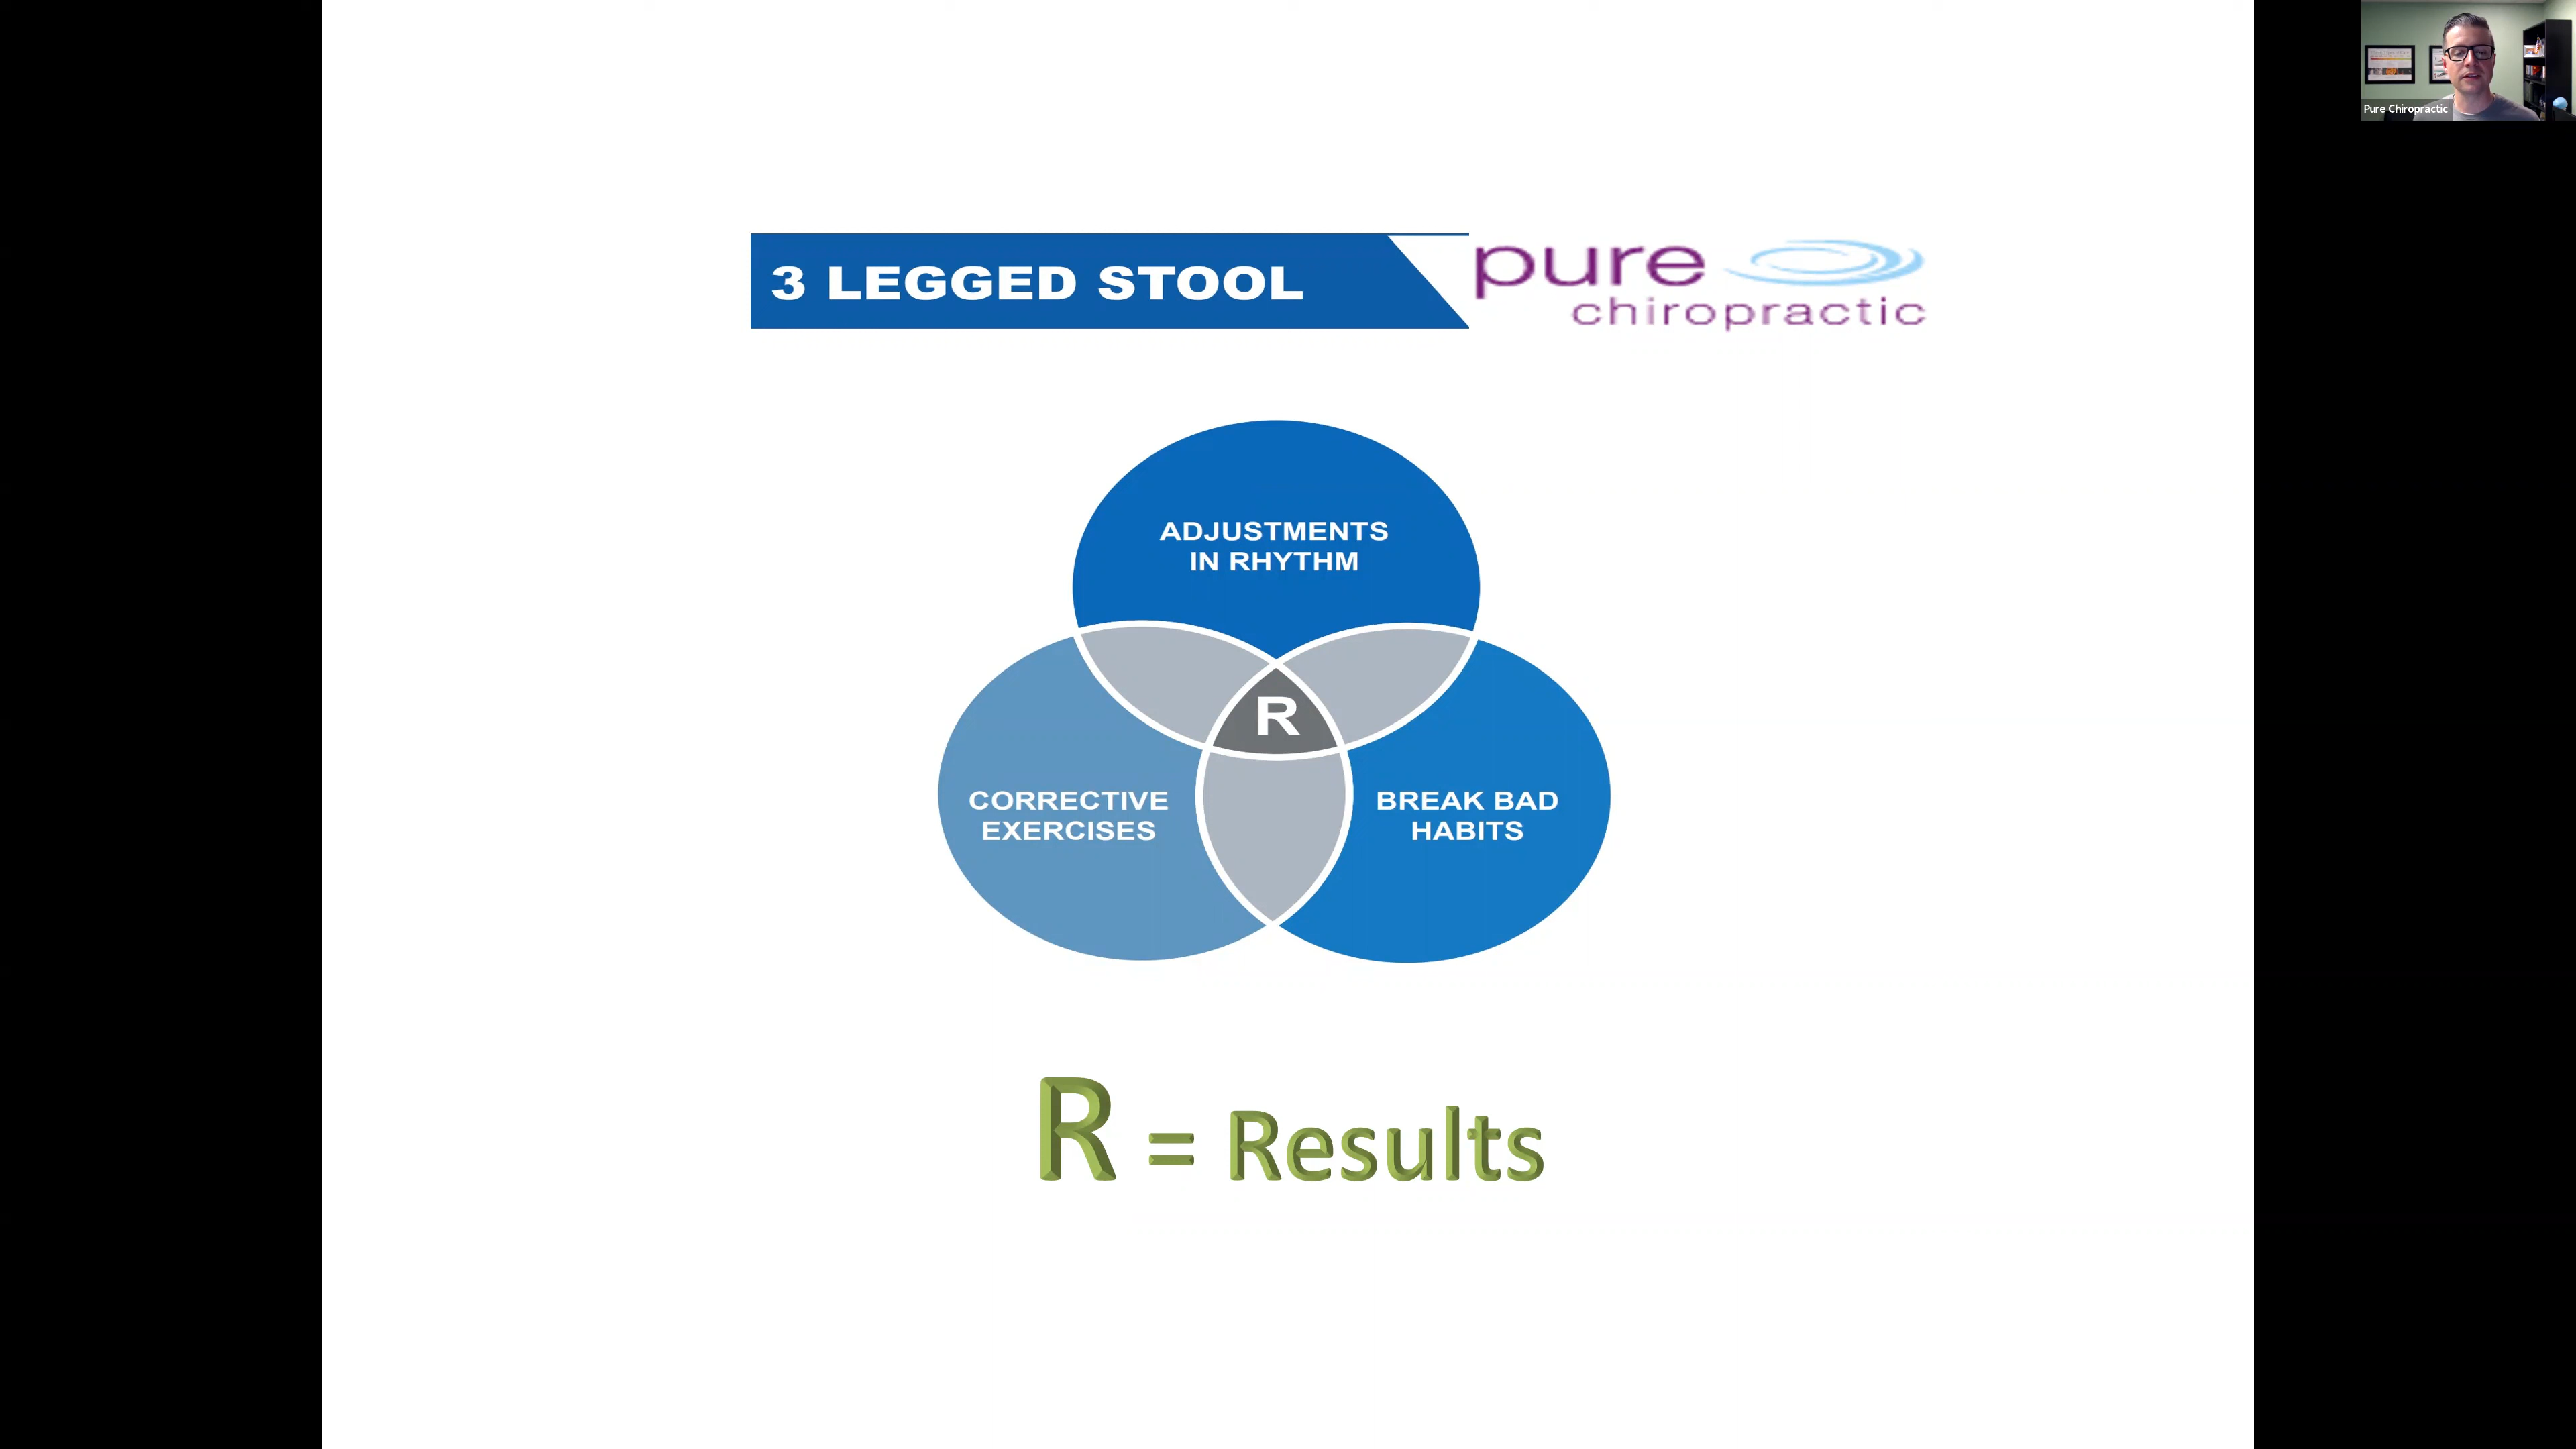 3 LEGGED STOOL
pure
chiropractic
Pure Chiropractic
ADJUSTMENTS
IN RHYTHM
R
CORRECTIVE
EXERCISES
BREAK BAD
HABITS
R = Results